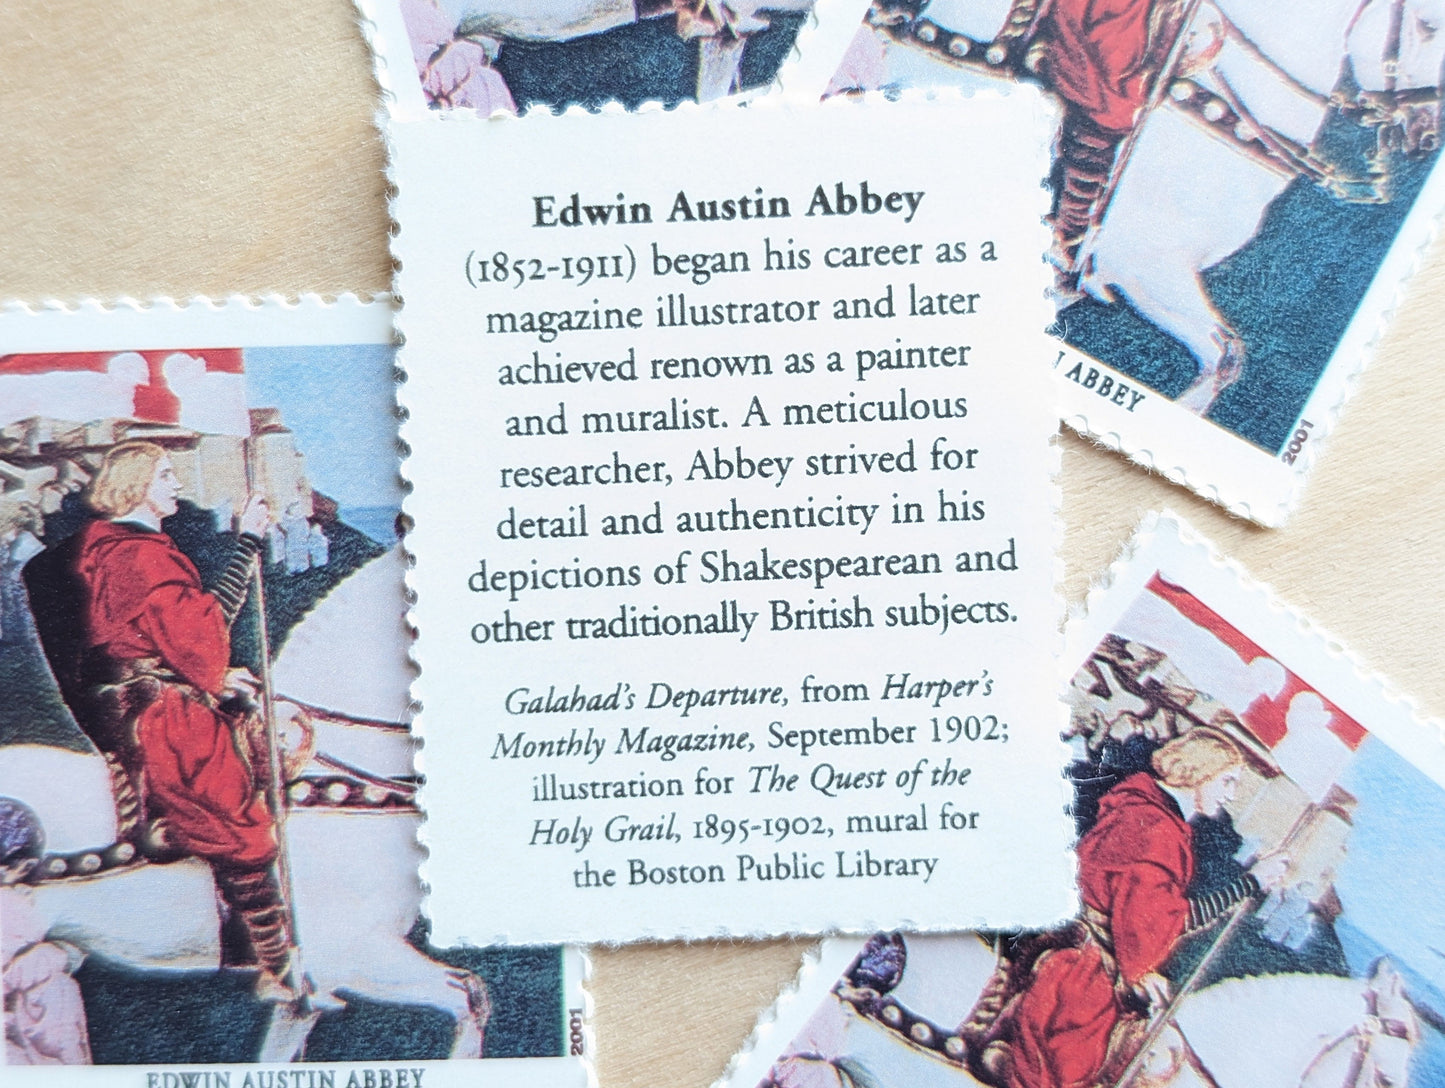 Edwin Austin Abbey
(1852-1911) began his career as a
magazine illustrator and later
achieved renown as a painter
and muralist. A meticulous
researcher, Abbey strived for
detail and authenticity in his
depictions of Shakespearean and
other traditionally British subjects.
Galahad's Departure, from Harper's
Monthly Magazine, September 1902;
illustration for The Quest of the
Holy Grail, 1895-1902, mural for
the Boston Public Library
ABBEY
2001
2001
EDWIN AUSTIN ABBEY